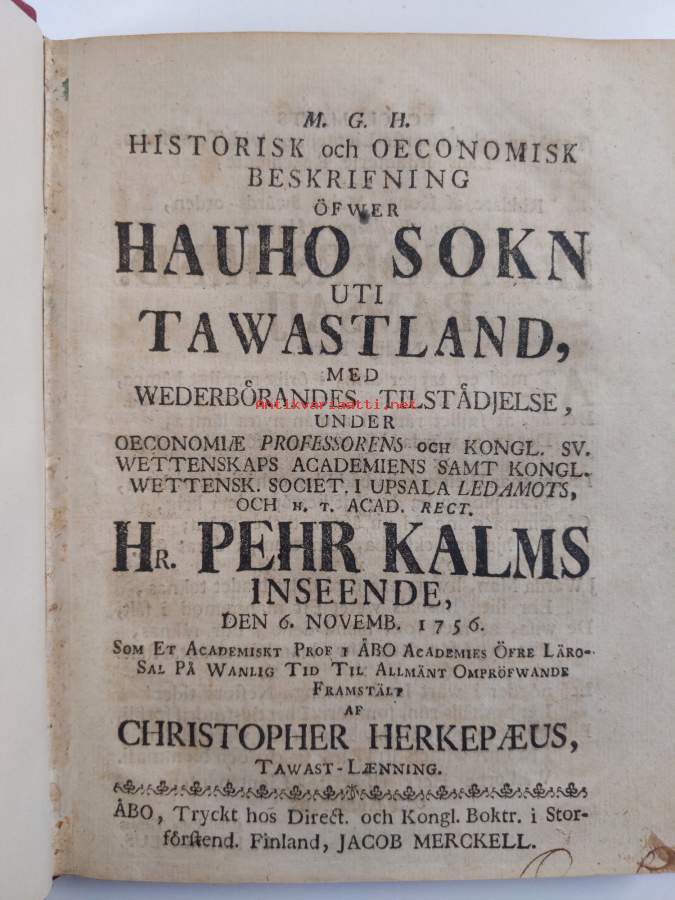 M. G. H.
HISTORISK och OECONOMISK
BESKRIFNING
ÖFWER
HAUHO SOKN
UTI
TAWASTLAND,
MED
WEDERBÖRANDES TILSTÅDJELSE,
Antikvariaatti.net
UNDER
OECONOMIÆ PROFESSORENS OCH KONGL. SV.
WETTENSKAPS ACADEMIENS SAMT KONGL.
WETTENSK. SOCIET. I UPSALA LEDAMOTS,
OCH H. T. ACAD. RECT.
HR. PEHR KALMS
INSEENDE,
DEN 6. NOVEMB. 1756.
SOM ET ACADEMISKT PROF I ÅBO ACADEMIES ÖFRE LÄRO-
SAL PÅ WANLIG TID TIL ALLMÄNT OMPRÖFWANDE
FRAMSTÄLT
AF
CHRISTOPHER HERKEPÆUS,
TAWAST-LÆNNING.
ÅBO, Tryckt hos Direct. och Kongl. Boktr. i Stor-
förstend. Finland, JACOB MERCKELL.